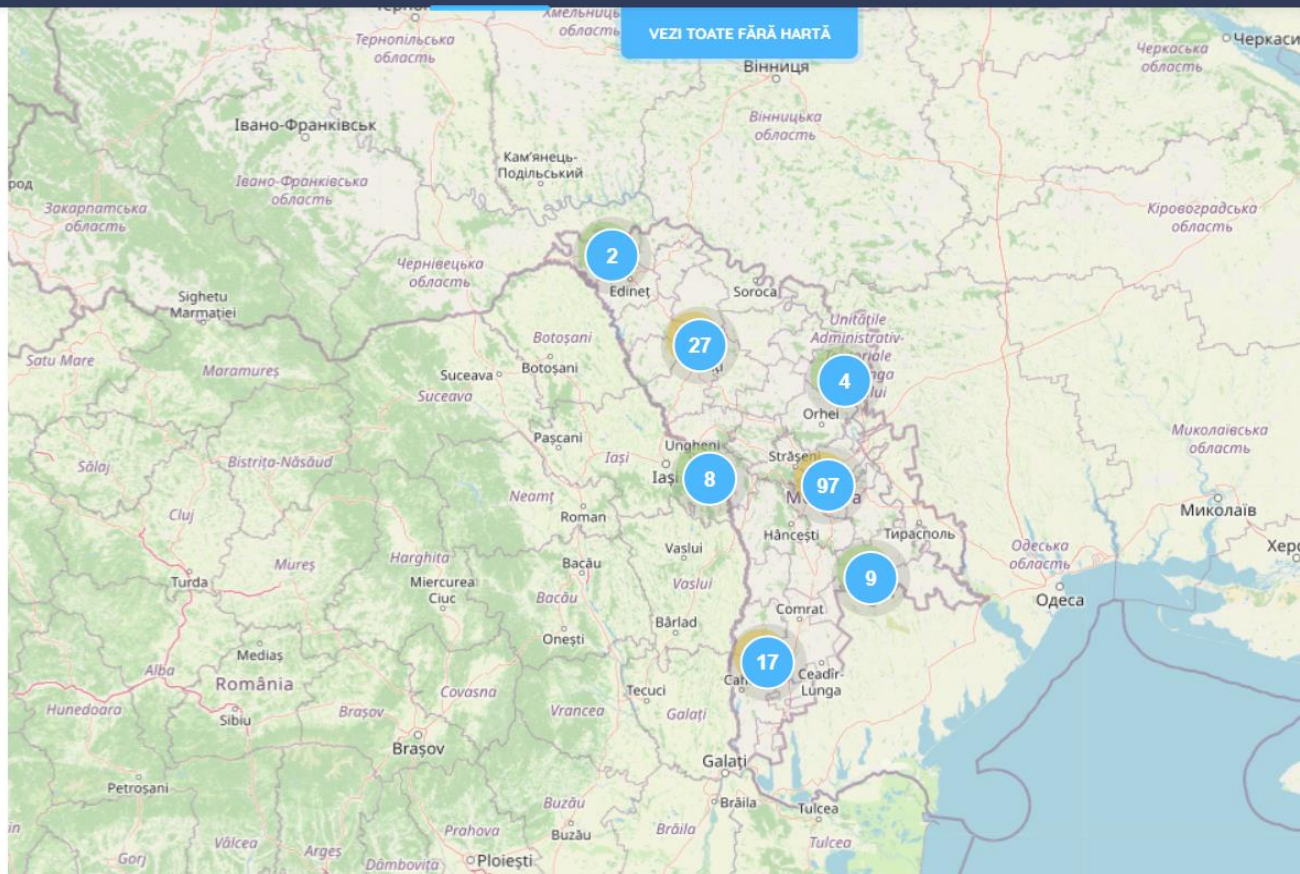 Хмельниц
область
VEZI TOATE FĂRĂ HARTĂ
Тернопільська
область
Черкаси
Черкаська
область
Вінниця
Вінницька
область
Івано-Франківськ
Кам'янець-
Подільський
Івано-Франківська
область
род
Закарпатська
область
Кіровоградська
область
2
Чернівецька
область
Edineț
Soroca
Sighetu
Marmației
Unitățile
Administrativ-
Botoșani
27
Satu Mare
Maramureș
Botoșani
Suceava
Suceava
4
Orhei
Миколаївська
область
Pașcani
Ungheni
Iași
Strășeni
Sălaj
Bistrița-Năsăud
Iași
8
97
Neamț
Миколаїв
Cluj
Roman
Hâncești
Тирасполь
Херс
Vaslui
Одеська
область
Harghita
Mureș
Bacău
Turda
Miercurea
Ciuc
Vaslui
9
Одеса
Bacău
Comrat
Bârlad
Onești
Mediaș
17
Alba
România
Ceadîr-
Lunga
Covasna
Tecuci
Hunedoara
Sibiu
Brașov
Vrancea
Galați
Brașov
Galați
Petroșani
Buzău
Brăila
Tulcea
Prahova
Buzău
Brăila
Tulcea
Vâlcea
Argeș
Gorj
Dâmbovița
Ploiești